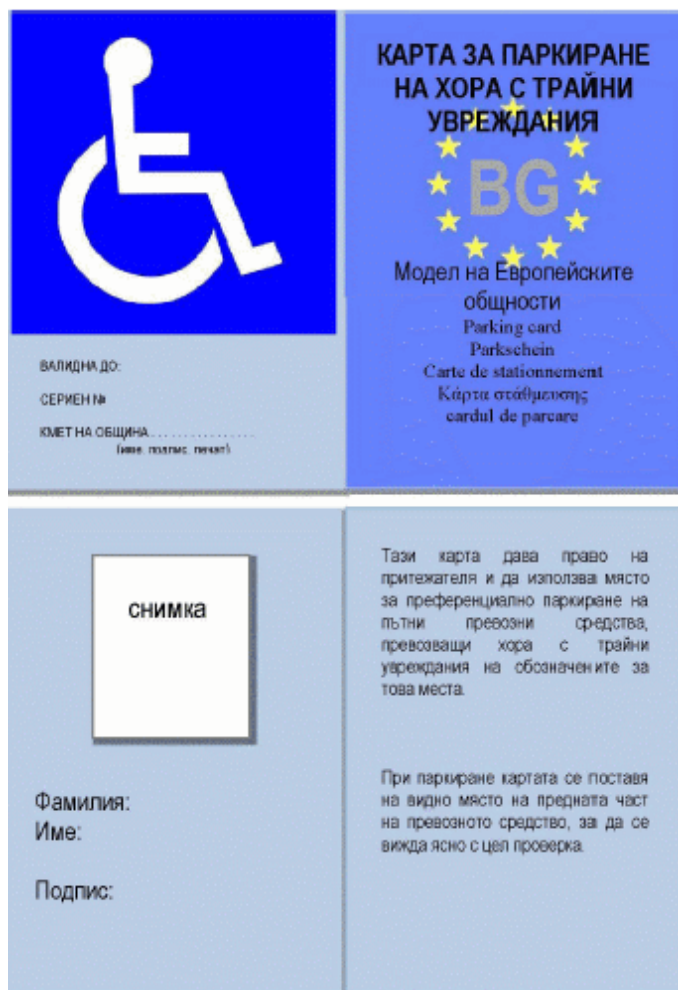 КАРТА ЗА ПАРКИРАНЕ
НА ХОРА С ТРАЙНИ
УВРЕЖДАНИЯ
BG
Модел на Европейските
общности
Parking card
Parkschein
Carte de stationnement
Κάρτα στάθμευσης
cardul de parcare
ВАЛИДНА ДО:
СЕРИЕН №
КМЕТ НА ОБЩИНА..................
(име, подпис, печат)
снимка
Фамилия:
Име:
Подпис:
Тази карта дава право на
притежателя и да използва място
за преференциално паркиране на
пътни превозни средства,
превозващи хора с трайни
увреждания на обозначените за
това места.
При паркиране картата се поставя
на видно място на предната част
на превозното средство, за да се
вижда ясно с цел проверка.